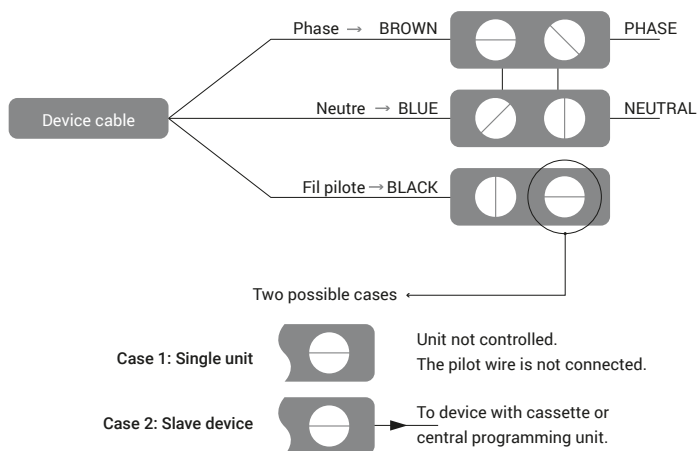 Phase → BROWN PHASE
Device cable
Neutre → BLUE NEUTRAL
Fil pilote → BLACK
Two possible cases
Case 1: Single unit
Unit not controlled.
The pilot wire is not connected.
Case 2: Slave device
To device with cassette or
central programming unit.